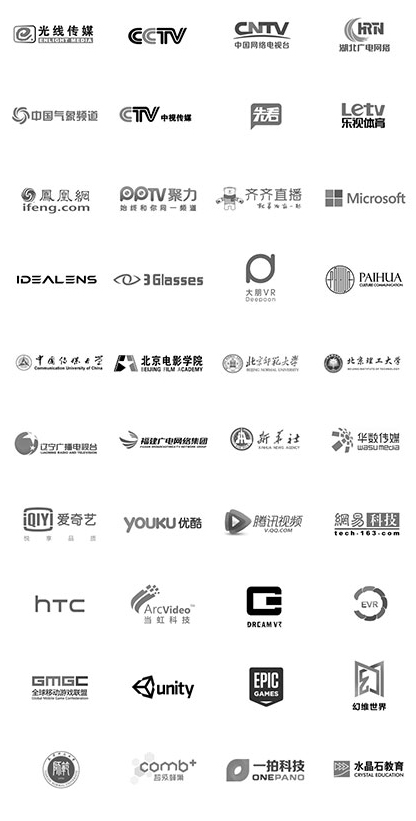 光线传媒
ENLIGHT MEDIA
CCTV
CNTV
中国网络电视台
HRTN
湖北广电网络
中国气象频道
CTV 中视传媒
先看
Letv
乐视体育
鳳凰網
ifeng.com
PPTV聚力
始终和你同一频道
齐齐直播
Microsoft
IDEALENS
3Glasses
大朋VR
Deepoon
PAIHUA
CULTURE COMMUNICATION
中国传媒大学
Communication University of China
北京电影学院
BEIJING FILM ACADEMY
北京师范大学
BEIJING NORMAL UNIVERSITY
北京理工大学
BEIJING INSTITUTE OF TECHNOLOGY
辽宁广播电视台
LIAONING RADIO AND TELEVISION
福建广电网络集团
新华社
XINHUA NEWS AGENCY
华数传媒
wasu media
iQIYI 爱奇艺
悦享品质
YOUKU 优酷
腾讯视频
V.QQ.COM
網易科技
tech·163.com
hTC
ArcVideo™
当虹科技
DREAM VR
EVR
GMGC
全球移动游戏联盟
Global Mobile Game Confederation
unity
EPIC
GAMES
幻维世界
comb+
一拍科技
ONEPANO
水晶石教育
CRYSTAL EDUCATION